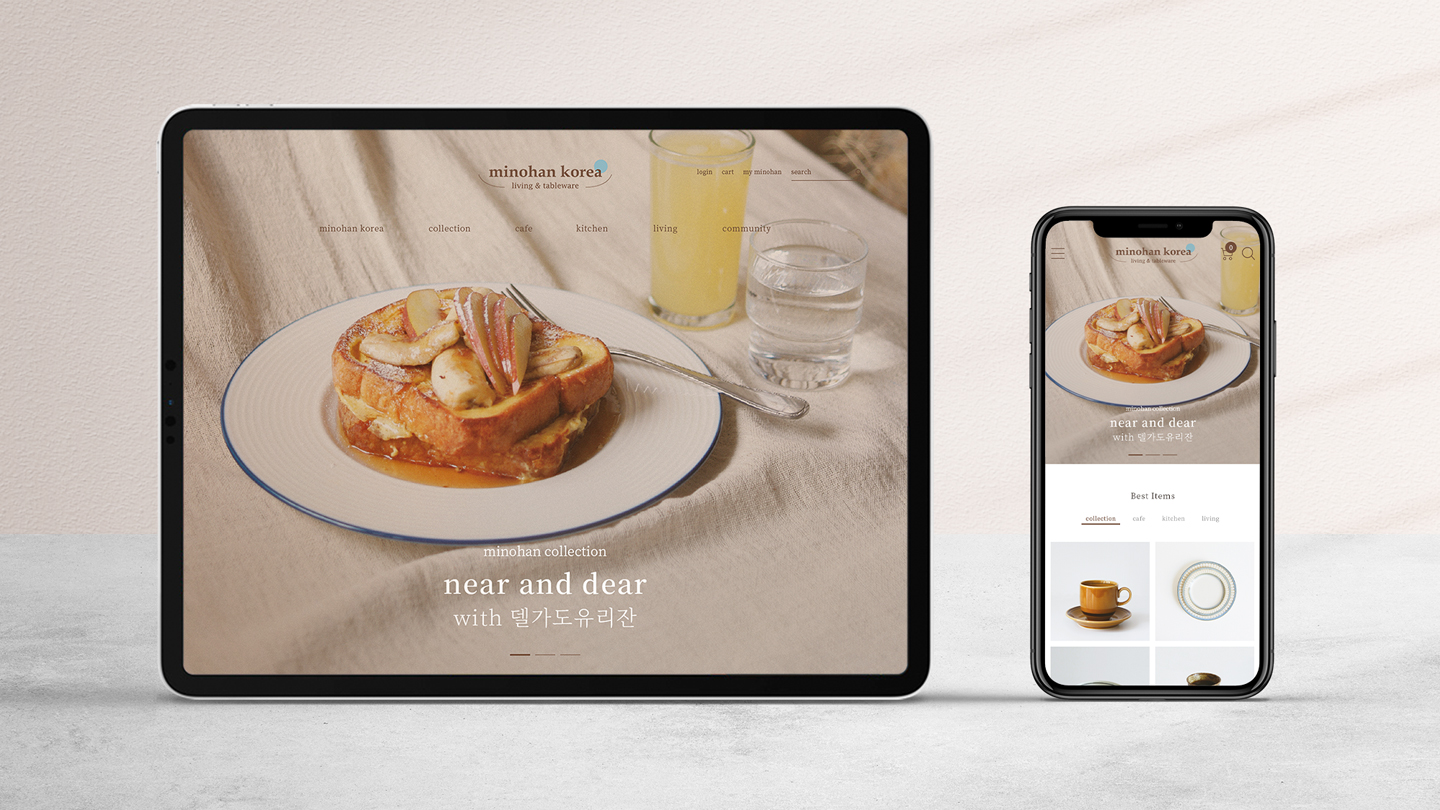 minohan korea
living & tableware
login cart my minohan search
minohan korea collection cafe kitchen living community
minohan collection
near and dear
with 델가도유리잔
minohan korea
living & tableware
0
minohan collection
near and dear
with 델가도유리잔
Best Items
collection cafe kitchen living